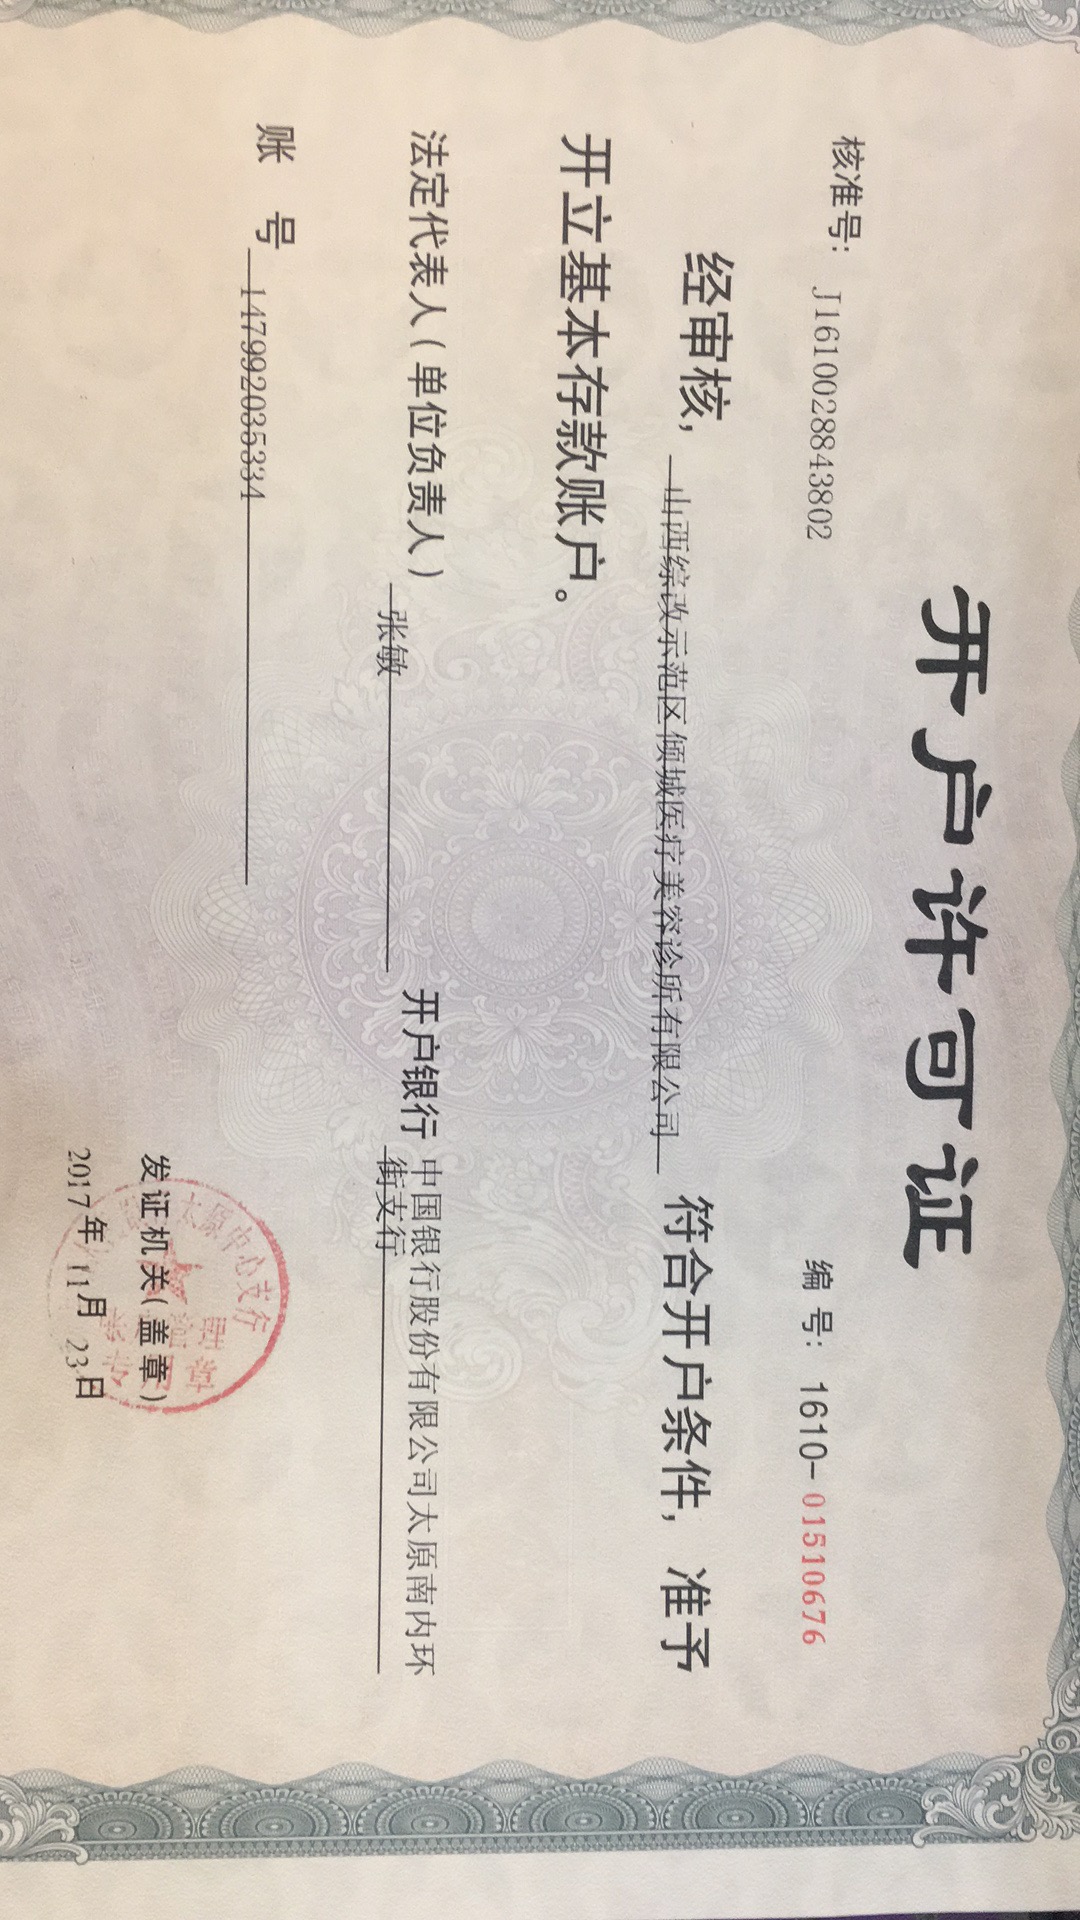 开户许可证
核准号: J1610028843802 编号: 1610-01510676
经审核, 山西综改示范区倾城医疗美容诊所有限公司 符合开户条件, 准予
开立基本存款账户。
法定代表人(单位负责人) 张敏 开户银行 中国银行股份有限公司太原南内环
街支行
账 号 147992035334
发证机关(盖章)
太原中心支行
2017年11月23日